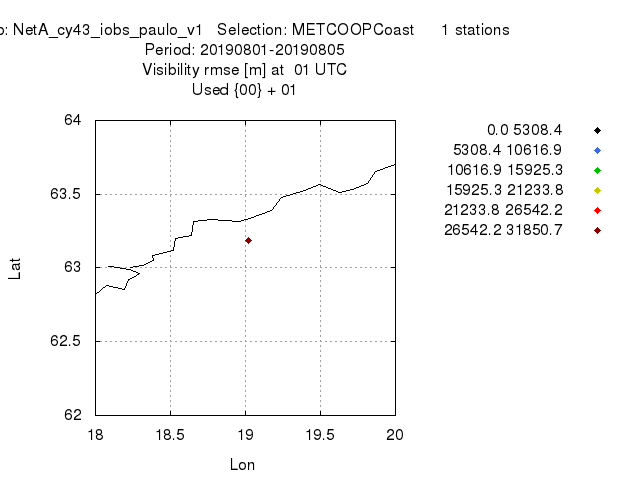 : NetA_cy43_iobs_paulo_v1 Selection: METCOOPCoast 1 stations
Period: 20190801-20190805
Visibility rmse [m] at 01 UTC
Used {00} + 01
0.0 5308.4
5308.4 10616.9
10616.9 15925.3
15925.3 21233.8
21233.8 26542.2
26542.2 31850.7
64
63.5
63
62.5
62
Lat
18 18.5 19 19.5 20
Lon